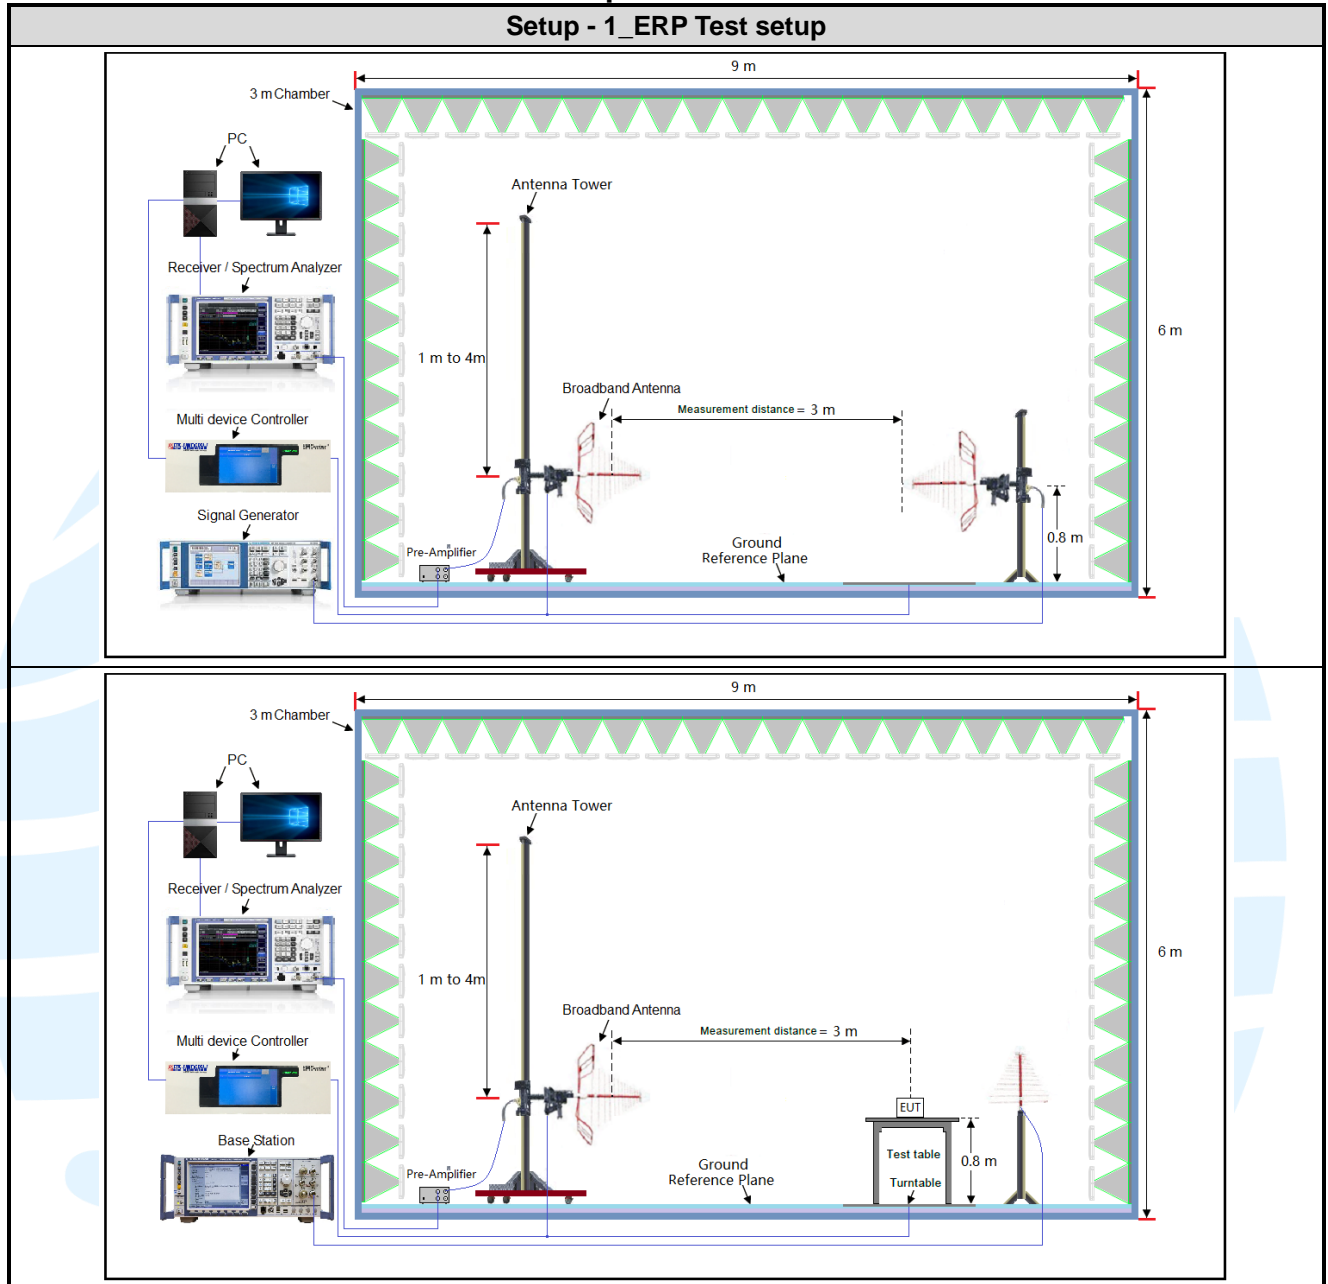 Setup - 1_ERP Test setup
9 m
3 m Chamber
PC
Antenna Tower
Receiver / Spectrum Analyzer
6 m
1 m to 4m
Broadband Antenna
Measurement distance = 3 m
Multi device Controller
Signal Generator
0.8 m
Ground
Reference Plane
Pre-Amplifier
9 m
3 m Chamber
PC
Antenna Tower
Receiver / Spectrum Analyzer
6 m
1 m to 4m
Broadband Antenna
Measurement distance = 3 m
Multi device Controller
EUT
Base Station
Test table
0.8 m
Ground
Reference Plane
Pre-Amplifier
Turntable